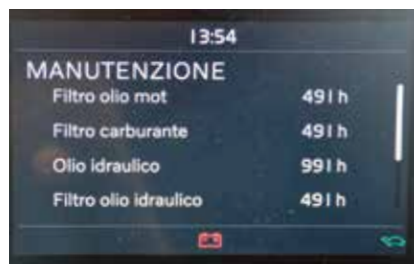 13:54
MANUTENZIONE
Filtro olio mot 491 h
Filtro carburante 491 h
Olio idraulico 991 h
Filtro olio idraulico 491 h